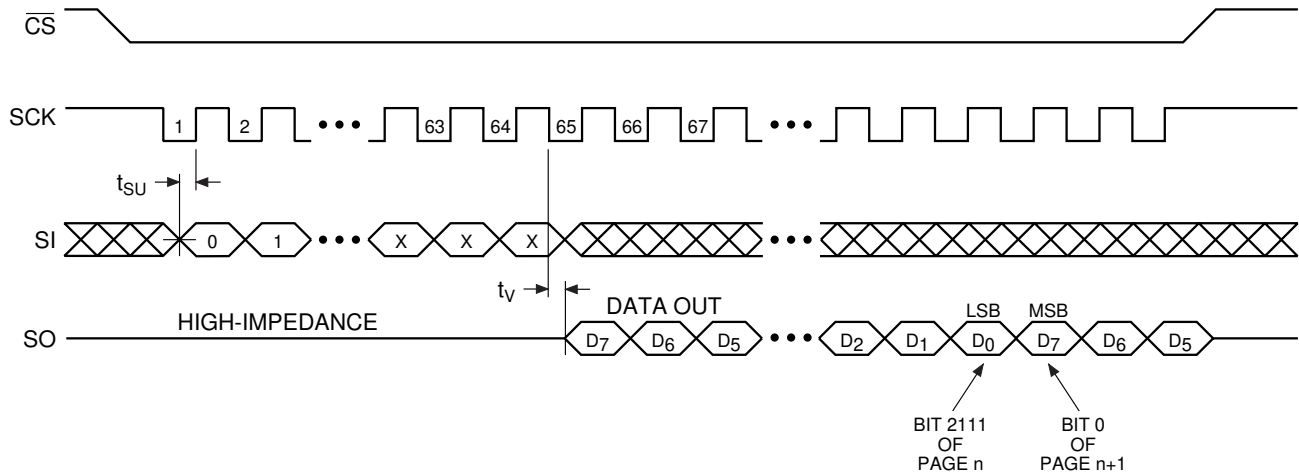 CS
SCK 1 2 ••• 63 64 65 66 67 •••
tSU
SI 0 1 ••• X X X •••
tV
DATA OUT
LSB MSB
HIGH-IMPEDANCE
SO D7 D6 D5 ••• D2 D1 D0 D7 D6 D5
BIT 2111
OF
PAGE n
BIT 0
OF
PAGE n+1